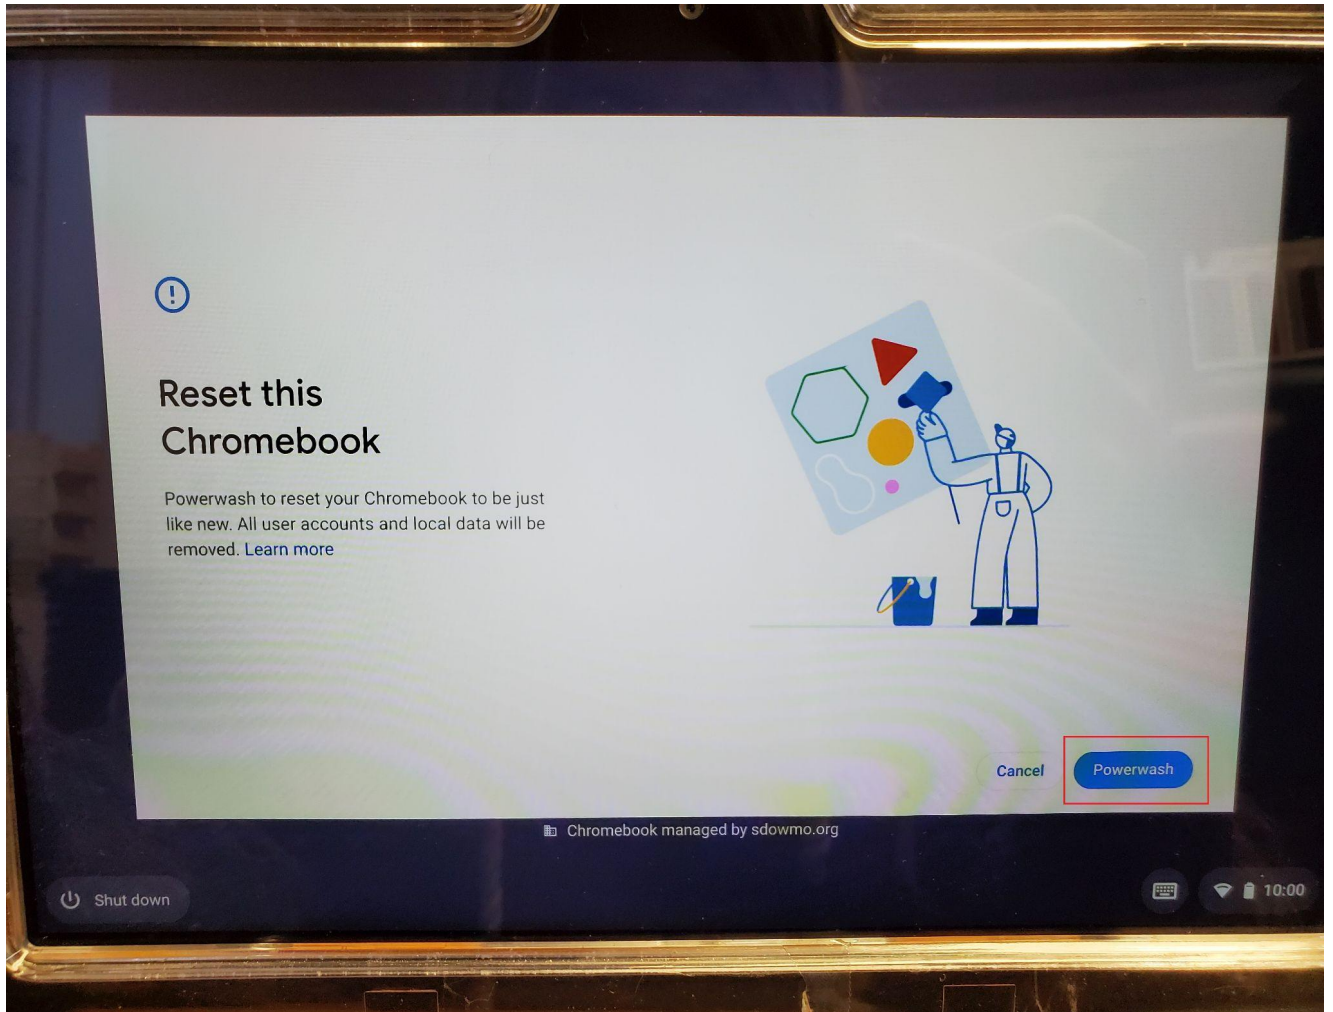 Reset this
Chromebook
Powerwash to reset your Chromebook to be just
like new. All user accounts and local data will be
removed. Learn more
Cancel
Powerwash
Chromebook managed by sdowmo.org
Shut down
10:00